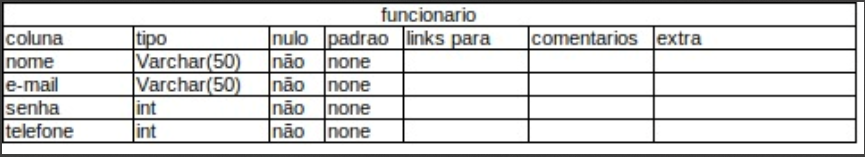 funcionario
coluna tipo nulo padrao links para comentarios extra
nome Varchar(50) não none
e-mail Varchar(50) não none
senha int não none
telefone int não none